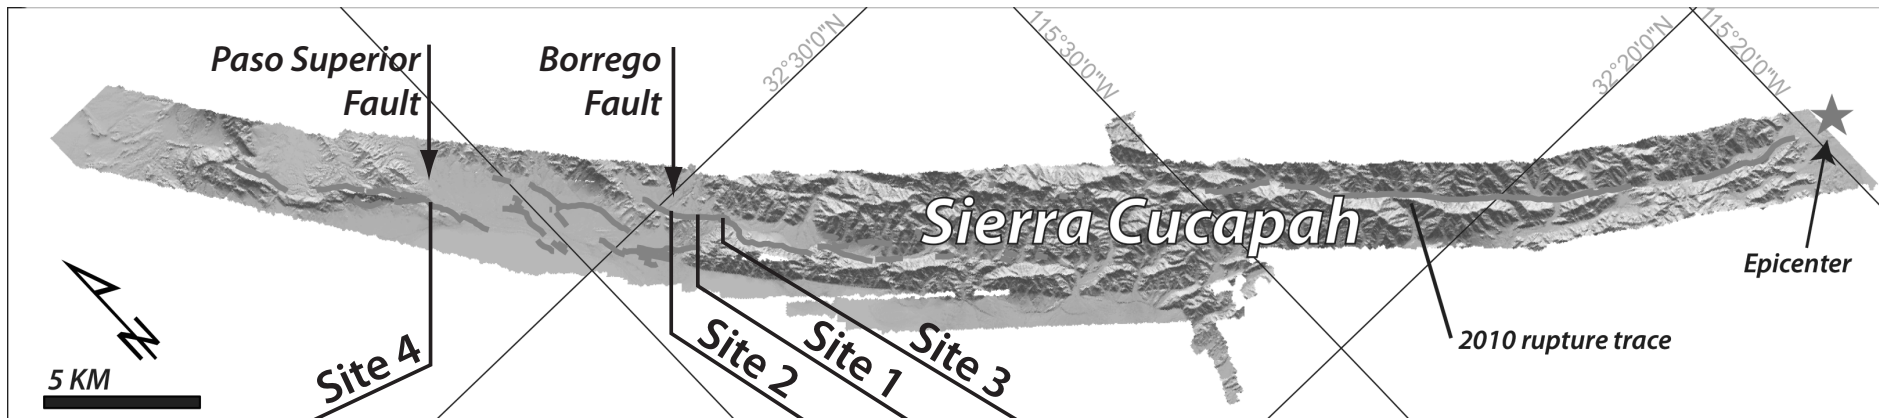 Paso Superior
Fault
Borrego
Fault
32°30'0"N
115°30'0"W
32°20'0"N
115°20'0"W
Sierra Cucapah
Epicenter
2010 rupture trace
N
5 KM
Site 4
Site 2
Site 1
Site 3